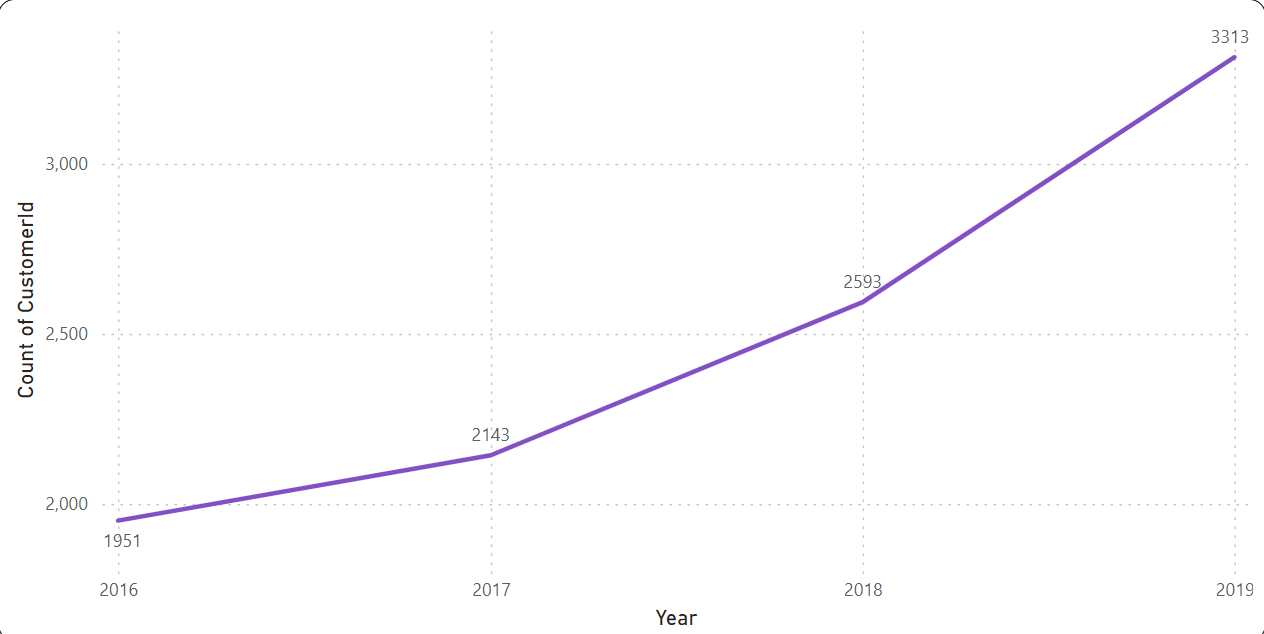 3313
3,000
Count of CustomerId
2593
2,500
2143
2,000
1951
2016 2017 2018 2019
Year